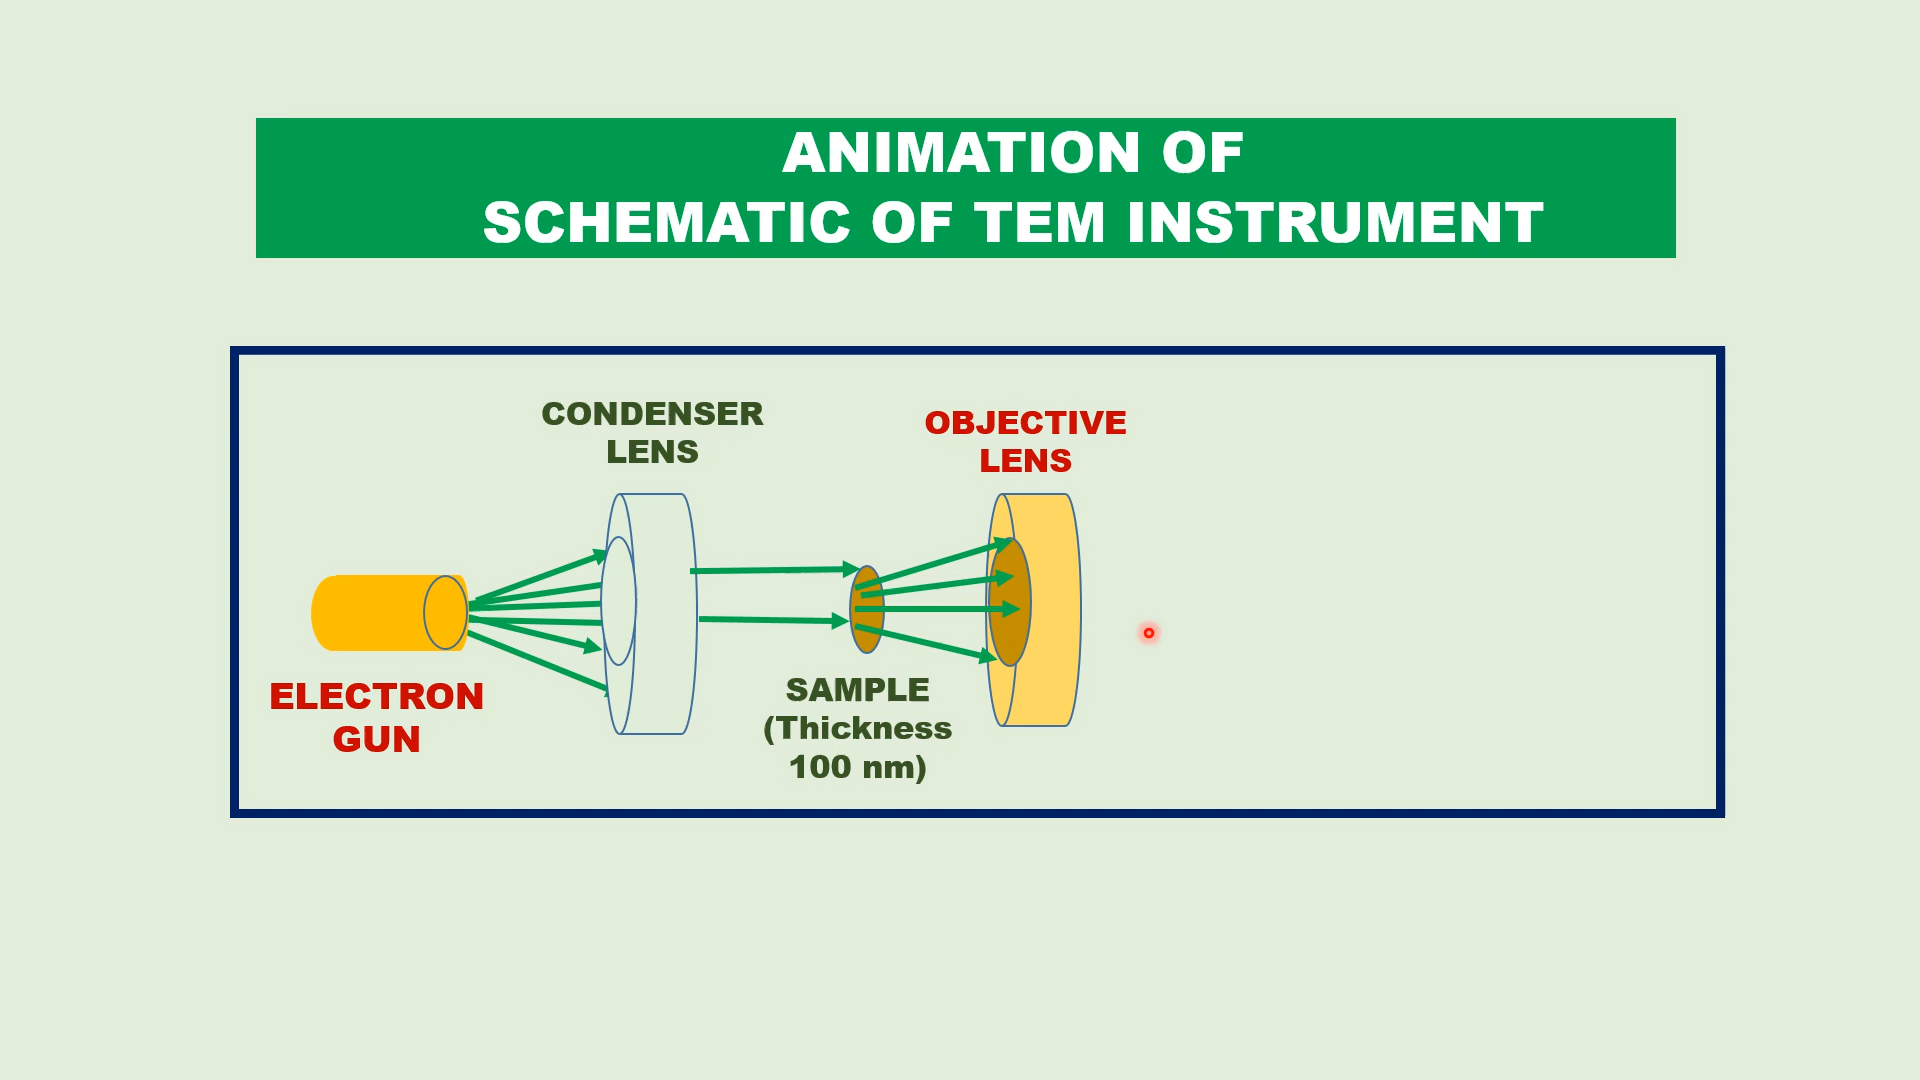 ANIMATION OF
SCHEMATIC OF TEM INSTRUMENT
CONDENSER
LENS
OBJECTIVE
LENS
ELECTRON
GUN
SAMPLE
(Thickness
100 nm)